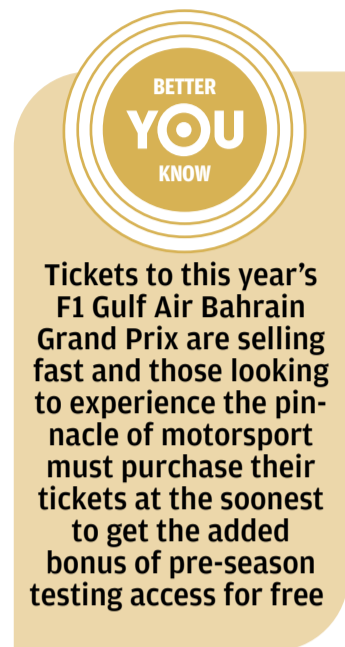 BETTER
YOU
KNOW
Tickets to this year’s
F1 Gulf Air Bahrain
Grand Prix are selling
fast and those looking
to experience the pin-
nacle of motorsport
must purchase their
tickets at the soonest
to get the added
bonus of pre-season
testing access for free